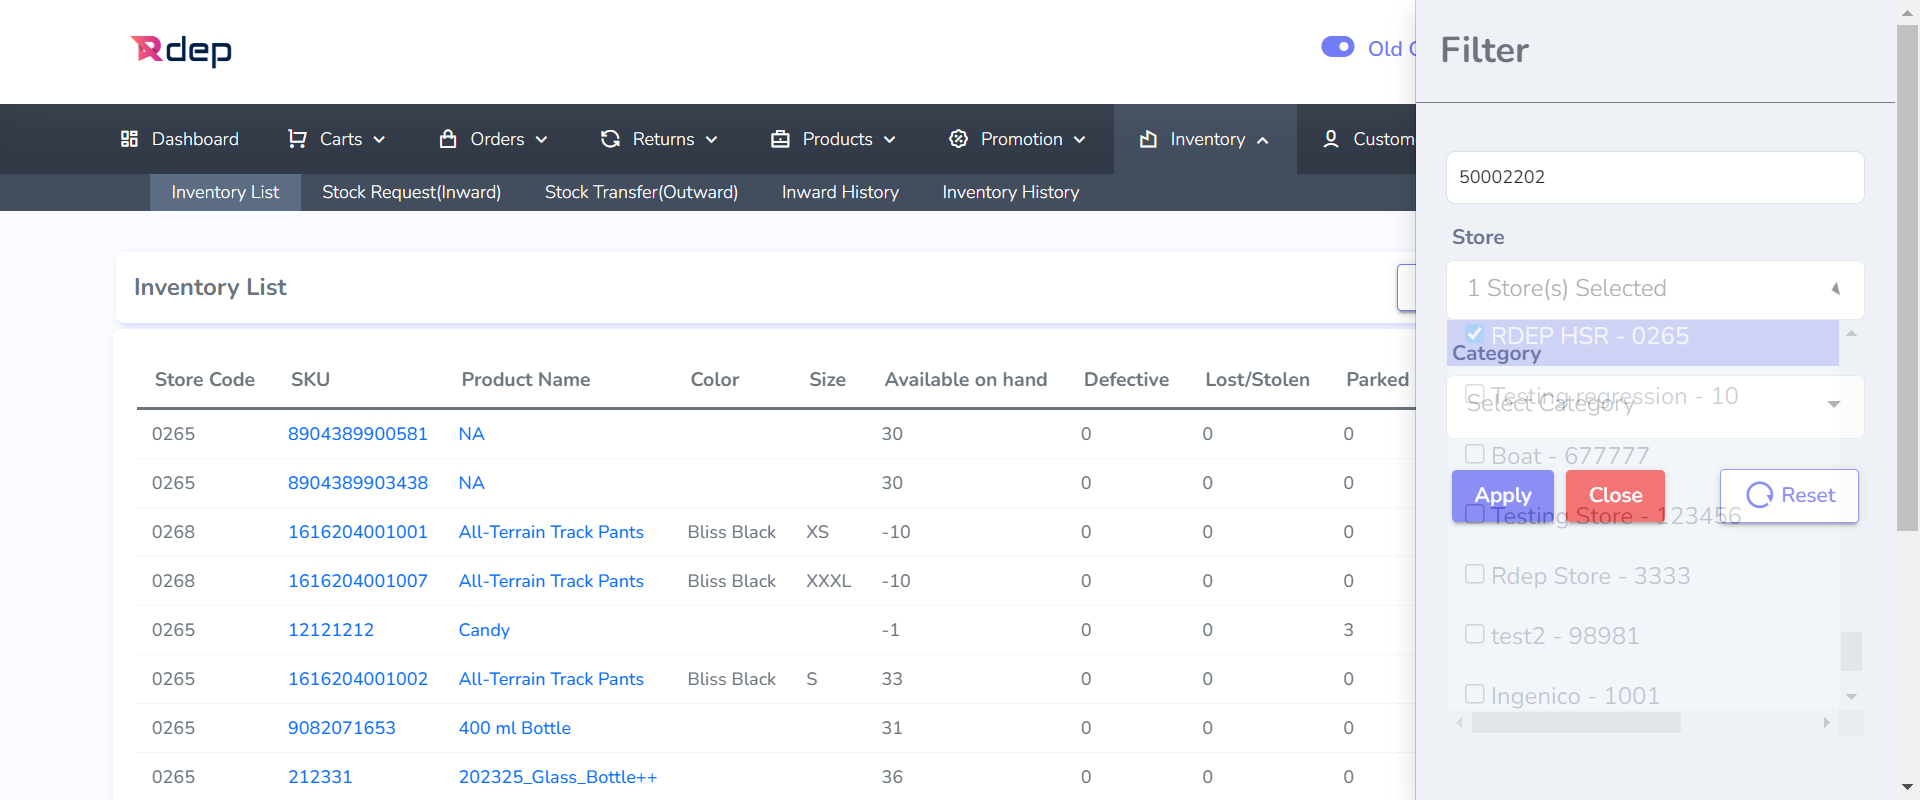 Rdep
Old
Filter
Dashboard
Carts
Orders
Returns
Products
Promotion
Inventory
Custom
Inventory List
Stock Request(Inward)
Stock Transfer(Outward)
Inward History
Inventory History
50002202
Store
1 Store(s) Selected
RDEP HSR - 0265
Category
Testing regression - 10
Select Category
Boat - 677777
Apply
Close
Reset
Testing Store - 123456
Rdep Store - 3333
test2 - 98981
Ingenico - 1001
Inventory List
Store Code SKU Product Name Color Size Available on hand Defective Lost/Stolen Parked
0265 8904389900581 NA 30 0 0 0
0265 8904389903438 NA 30 0 0 0
0268 1616204001001 All-Terrain Track Pants Bliss Black XS -10 0 0 0
0268 1616204001007 All-Terrain Track Pants Bliss Black XXXL -10 0 0 0
0265 12121212 Candy -1 0 0 3
0265 1616204001002 All-Terrain Track Pants Bliss Black S 33 0 0 0
0265 9082071653 400 ml Bottle 31 0 0 0
0265 212331 202325_Glass_Bottle++ 36 0 0 0